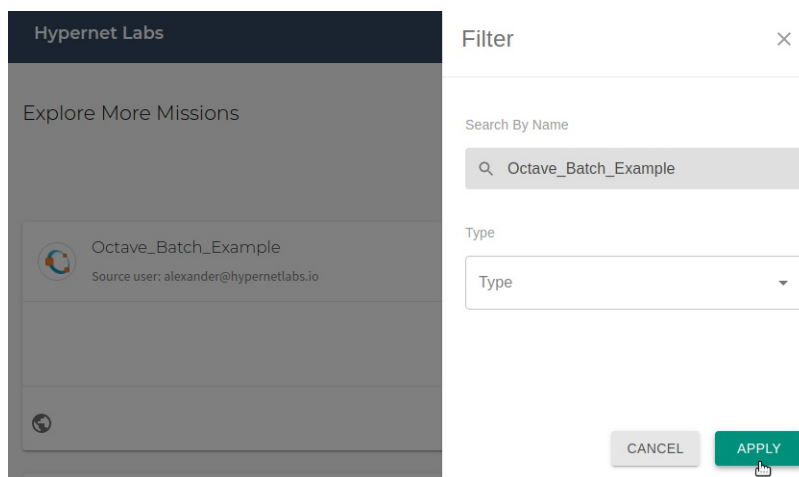 Hypernet Labs
Explore More Missions
Octave_Batch_Example
Source user: alexander@hypernetlabs.io
Filter
Search By Name
Octave_Batch_Example
Type
Type
CANCEL
APPLY